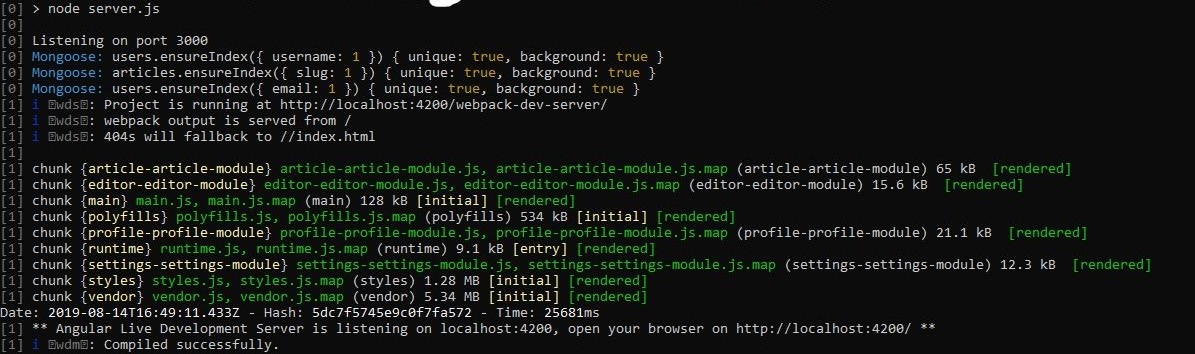 [0] > node server.js
[0]
[0] Listening on port 3000
[0] Mongoose: users.ensureIndex({ username: 1 }) { unique: true, background: true }
[0] Mongoose: articles.ensureIndex({ slug: 1 }) { unique: true, background: true }
[0] Mongoose: users.ensureIndex({ email: 1 }) { unique: true, background: true }
[1] i 「wds」: Project is running at http://localhost:4200/webpack-dev-server/
[1] i 「wds」: webpack output is served from /
[1] i 「wds」: 404s will fallback to //index.html
[1]
[1] chunk {article-article-module} article-article-module.js, article-article-module.js.map (article-article-module) 65 kB  [rendered]
[1] chunk {editor-editor-module} editor-editor-module.js, editor-editor-module.js.map (editor-editor-module) 15.6 kB  [rendered]
[1] chunk {main} main.js, main.js.map (main) 128 kB [initial] [rendered]
[1] chunk {polyfills} polyfills.js, polyfills.js.map (polyfills) 534 kB [initial] [rendered]
[1] chunk {profile-profile-module} profile-profile-module.js, profile-profile-module.js.map (profile-profile-module) 21.1 kB  [rendered]
[1] chunk {runtime} runtime.js, runtime.js.map (runtime) 9.1 kB [entry] [rendered]
[1] chunk {settings-settings-module} settings-settings-module.js, settings-settings-module.js.map (settings-settings-module) 12.3 kB  [rendered]
[1] chunk {styles} styles.js, styles.js.map (styles) 1.28 MB [initial] [rendered]
[1] chunk {vendor} vendor.js, vendor.js.map (vendor) 5.34 MB [initial] [rendered]
Date: 2019-08-14T16:49:11.433Z - Hash: 5dc7f5745e9c0f7fa572 - Time: 25681ms
[1] ** Angular Live Development Server is listening on localhost:4200, open your browser on http://localhost:4200/ **
[1] i 「wdm」: Compiled successfully.